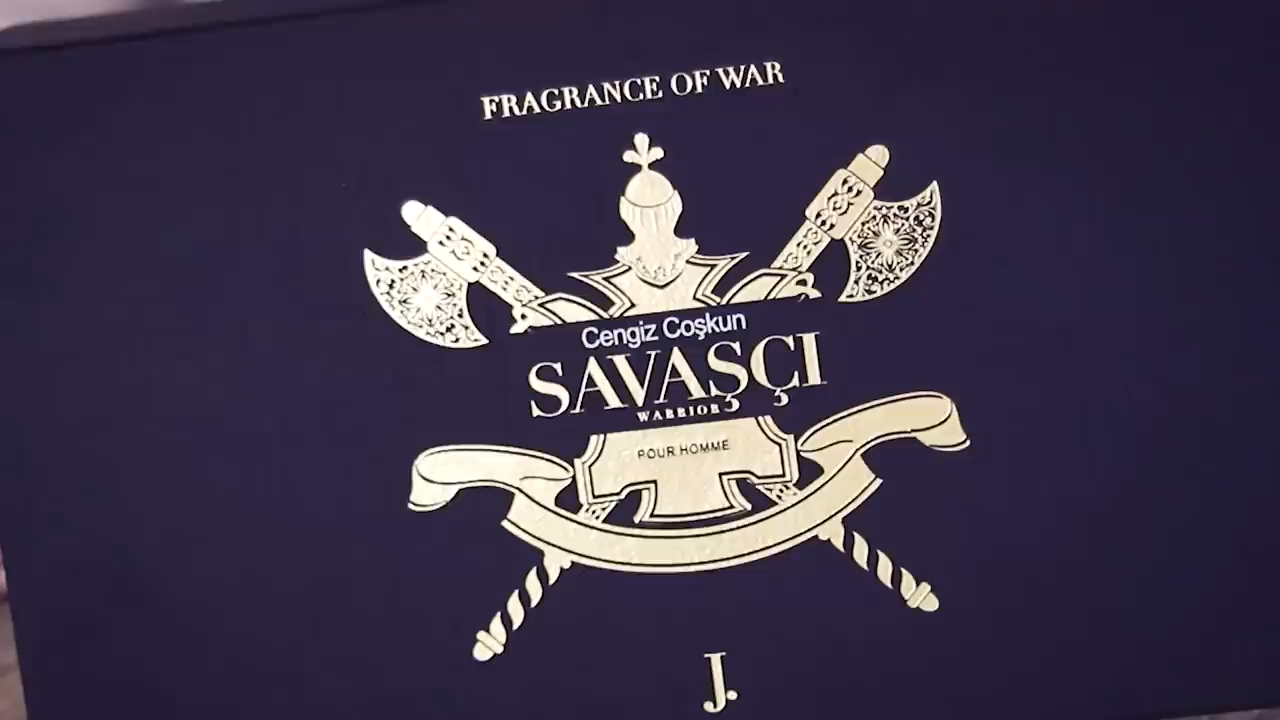 FRAGRANCE OF WAR
Cengiz Coşkun
SAVAŞÇI
WARRIOR
POUR HOMME
J.